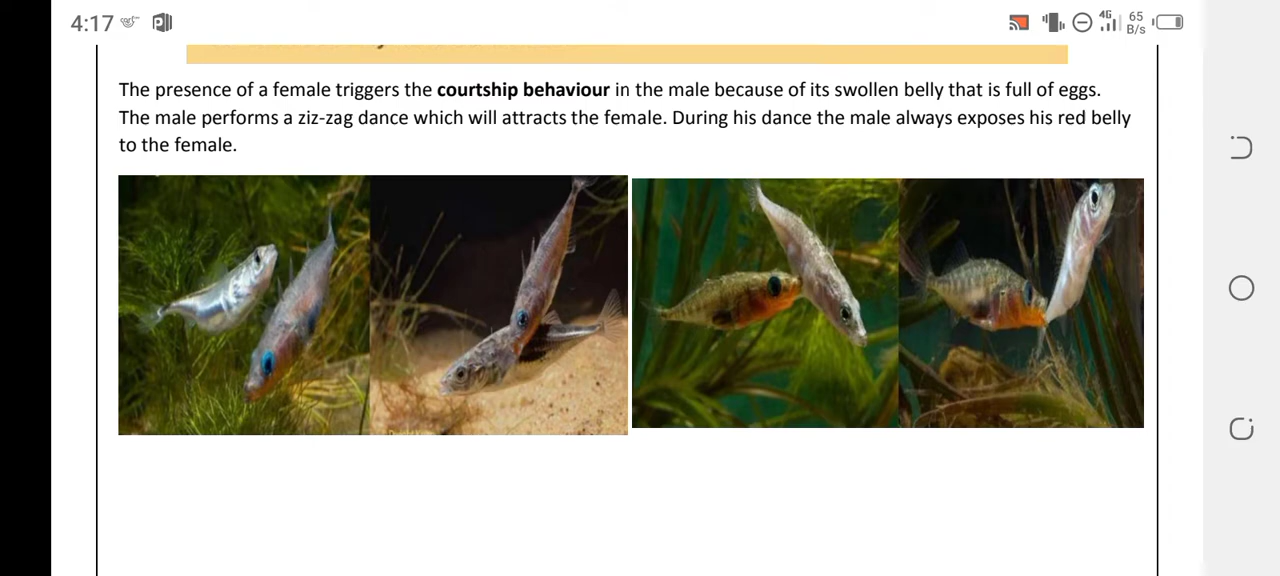 4:17
4G
65
B/s
The presence of a female triggers the courtship behaviour in the male because of its swollen belly that is full of eggs.
The male performs a ziz-zag dance which will attracts the female. During his dance the male always exposes his red belly
to the female.